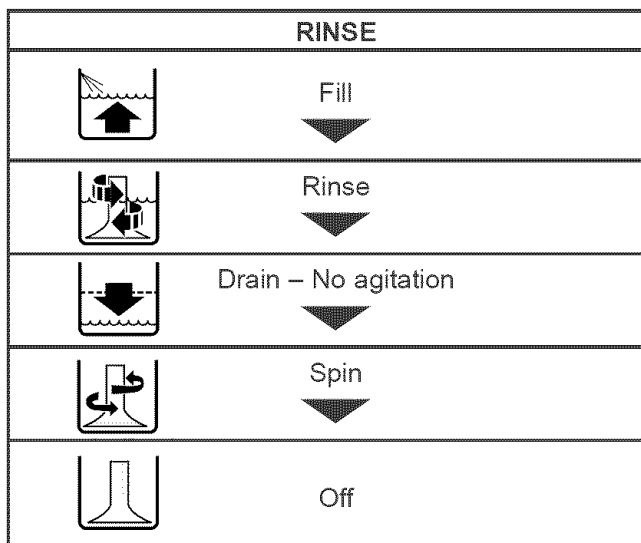 RINSE
Fill
Rinse
Drain – No agitation
Spin
Off